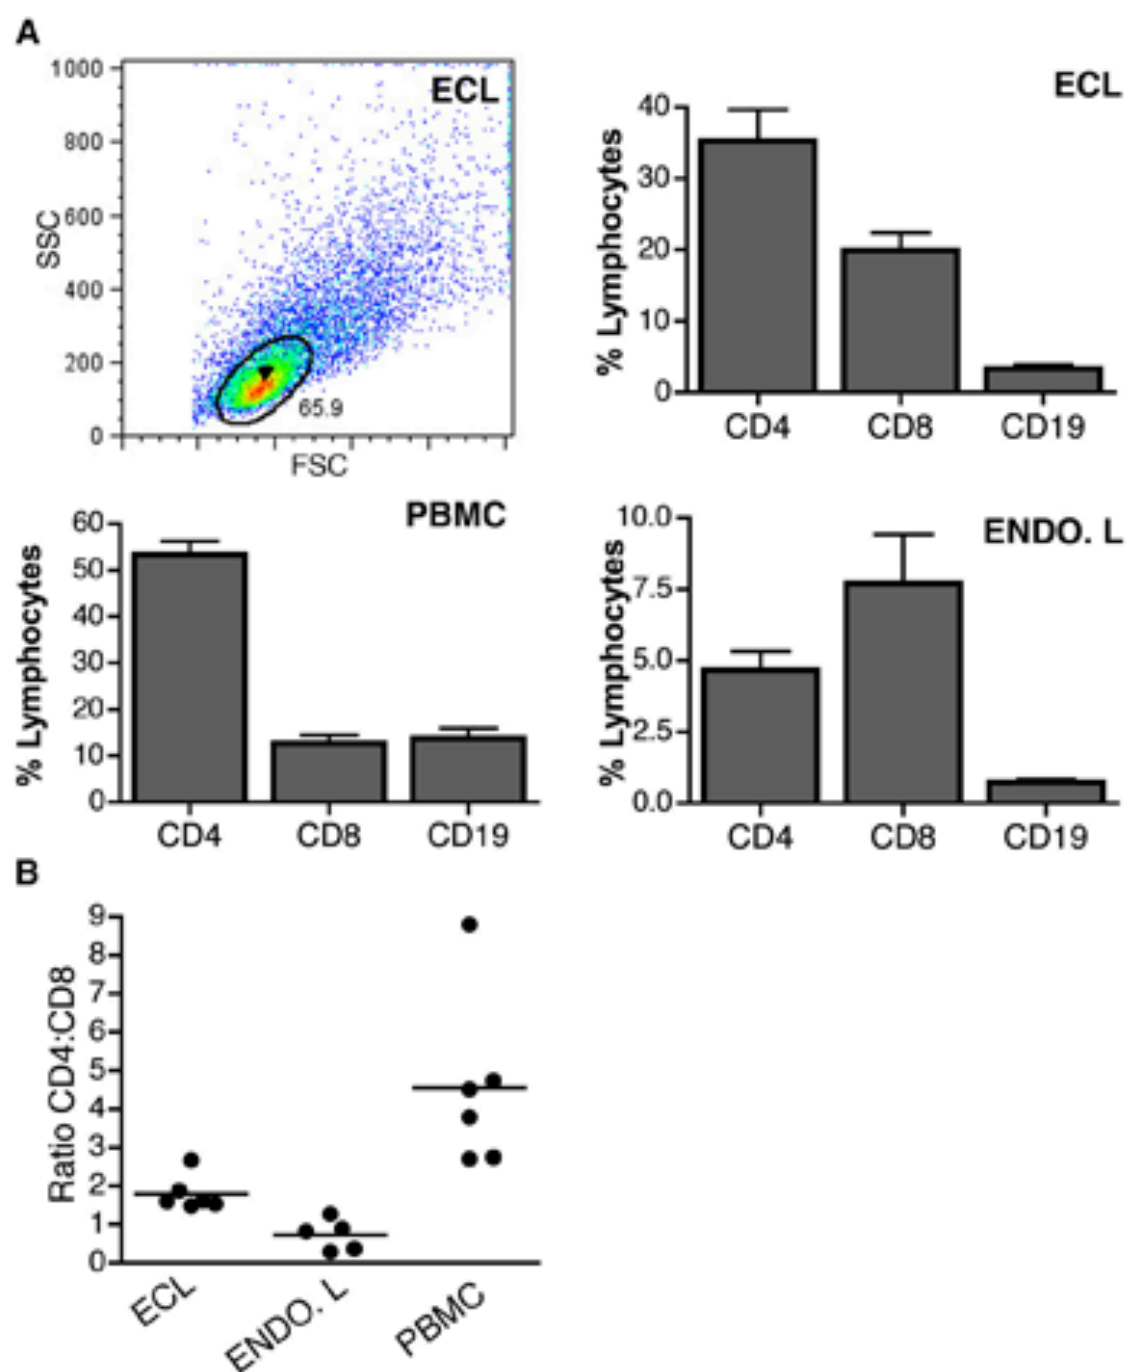 A
1000
800
600
400
200
0
SSC
ECL
65.9
FSC
ECL
40
30
20
10
0
% Lymphocytes
CD4 CD8 CD19
PBMC
60
50
40
30
20
10
0
% Lymphocytes
CD4 CD8 CD19
ENDO. L
10.0
7.5
5.0
2.5
0.0
% Lymphocytes
CD4 CD8 CD19
B
9
8
7
6
5
4
3
2
1
0
Ratio CD4:CD8
ECL
ENDO. L
PBMC